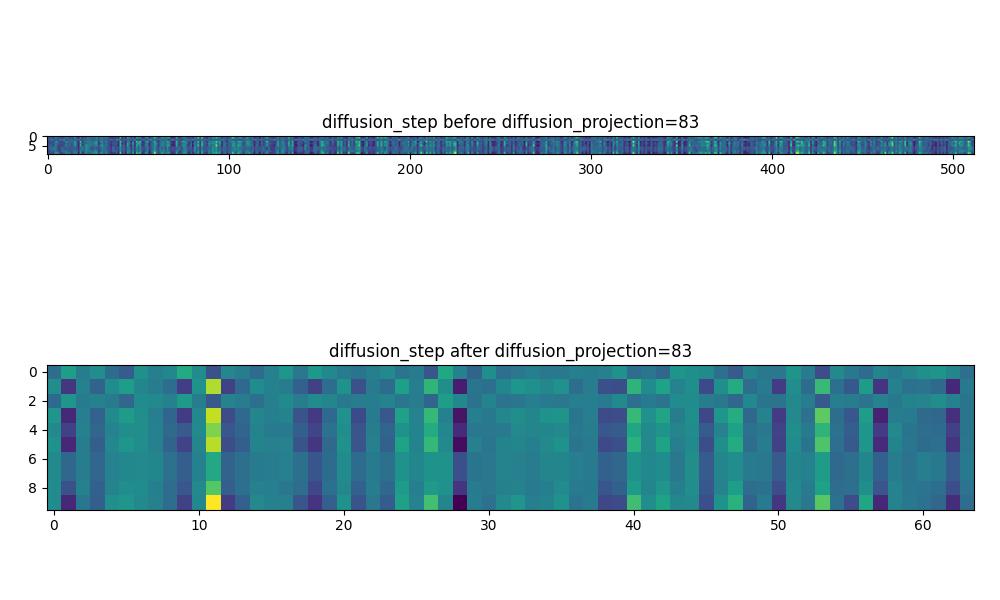 diffusion_step before diffusion_projection=83
0
5
0 100 200 300 400 500
diffusion_step after diffusion_projection=83
0
2
4
6
8
0 10 20 30 40 50 60